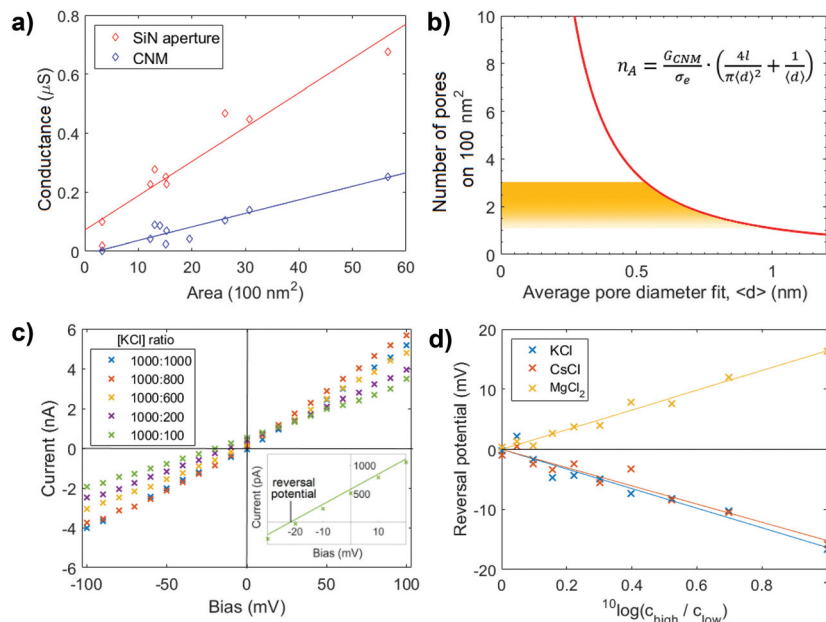 a)
SiN aperture
CNM
Conductance (μS)
0.8
0.6
0.4
0.2
0
0 10 20 30 40 50 60
Area (100 nm²)
b)
Number of pores
on 100 nm²
10
8
6
4
2
0
n_A = G_CNM/σ_e · (4l/π⟨d⟩² + 1/⟨d⟩)
0 0.5 1
Average pore diameter fit, <d> (nm)
c)
[KCl] ratio
1000:1000
1000:800
1000:600
1000:200
1000:100
Current (nA)
6
4
2
0
-2
-4
-6
-100 -50 0 50 100
Bias (mV)
Current (pA)
1000
500
reversal
potential
-20 -10 10
Bias (mV)
d)
KCl
CsCl
MgCl₂
Reversal potential (mV)
20
10
0
-10
-20
0 0.2 0.4 0.6 0.8 1
¹⁰log(c_high / c_low)